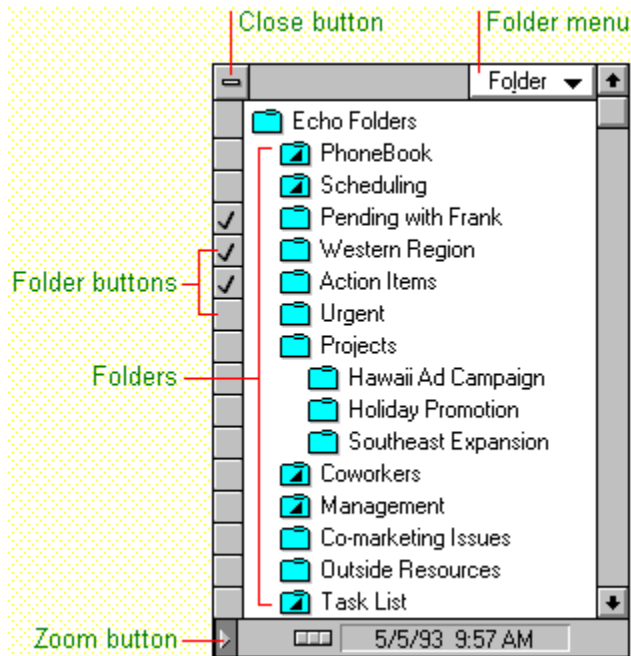 Close button
Folder menu
Folder
Echo Folders
PhoneBook
Scheduling
Pending with Frank
Western Region
Folder buttons
Action Items
Urgent
Projects
Folders
Hawaii Ad Campaign
Holiday Promotion
Southeast Expansion
Coworkers
Management
Co-marketing Issues
Outside Resources
Task List
Zoom button
5/5/93 9:57 AM